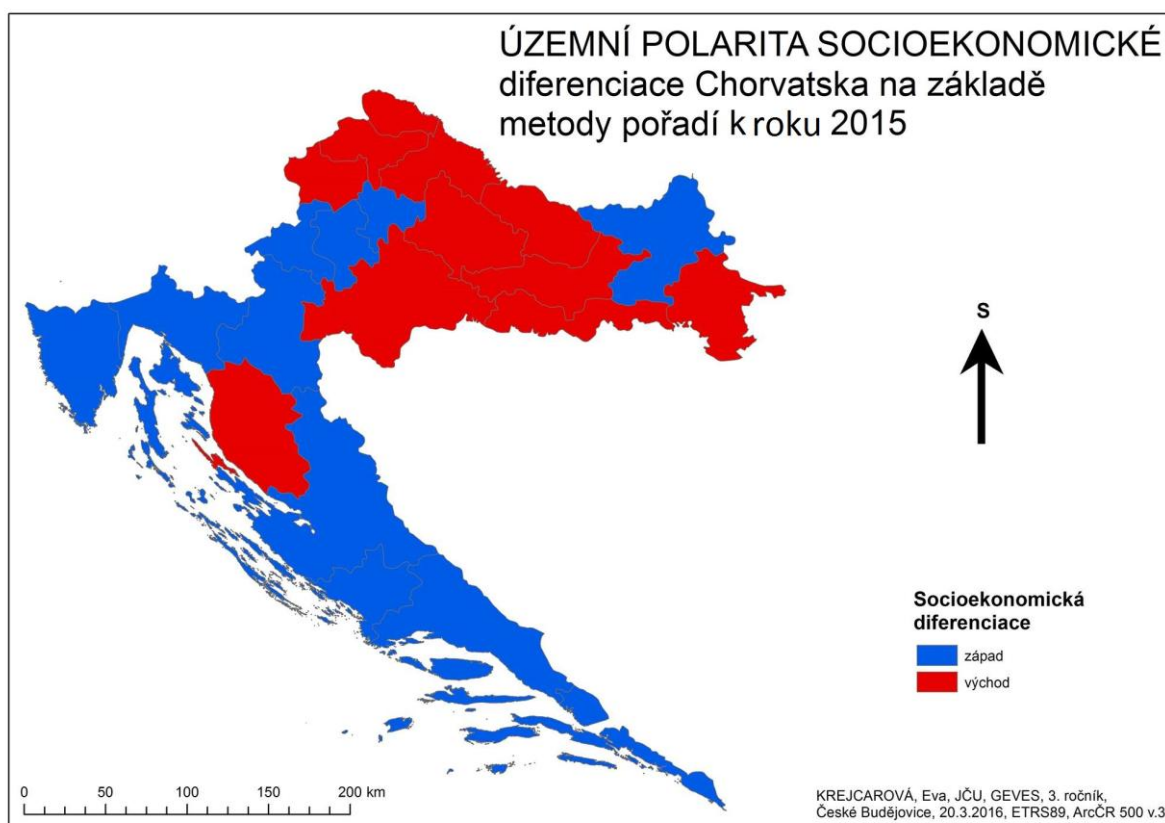 ÚZEMNÍ POLARITA SOCIOEKONOMICKÉ
diferenciace Chorvatska na základě
metody pořadí k roku 2015
S
Socioekonomická
diferenciace
západ
východ
0 50 100 150 200 km
KREJCAROVÁ, Eva, JČU, GEVES, 3. ročník,
České Budějovice, 20.3.2016, ETRS89, ArcČR 500 v.3